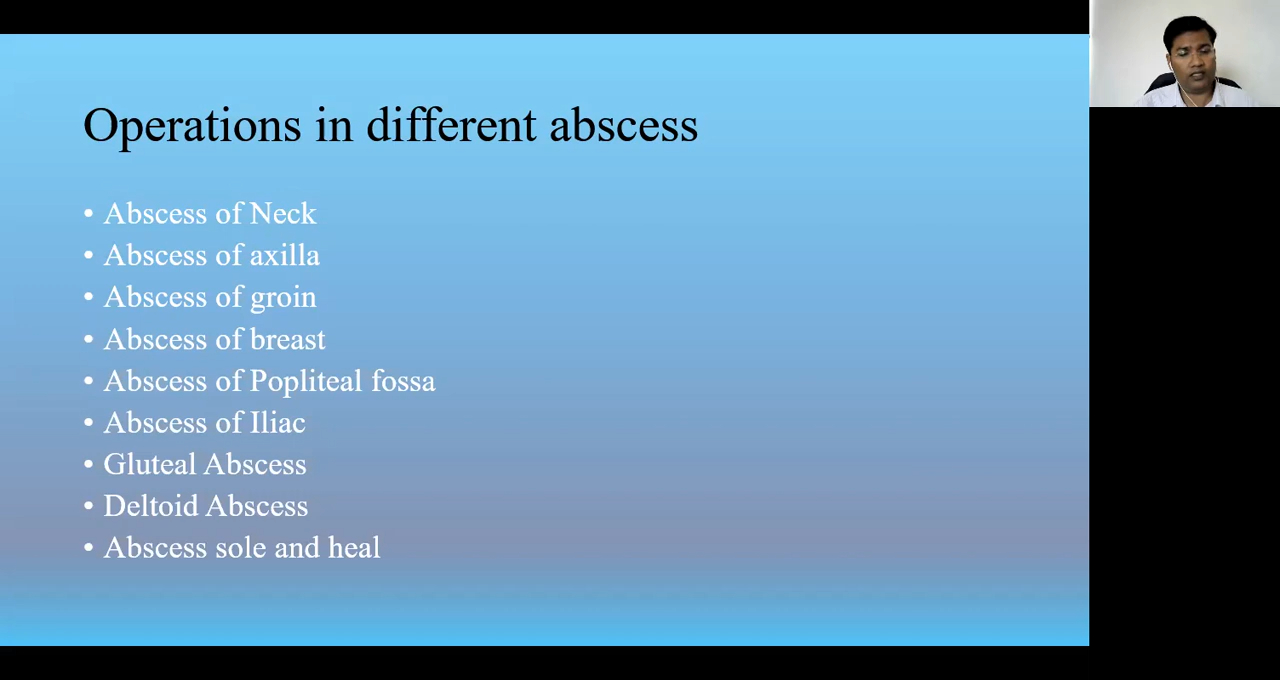 Operations in different abscess
• Abscess of Neck
• Abscess of axilla
• Abscess of groin
• Abscess of breast
• Abscess of Popliteal fossa
• Abscess of Iliac
• Gluteal Abscess
• Deltoid Abscess
• Abscess sole and heal